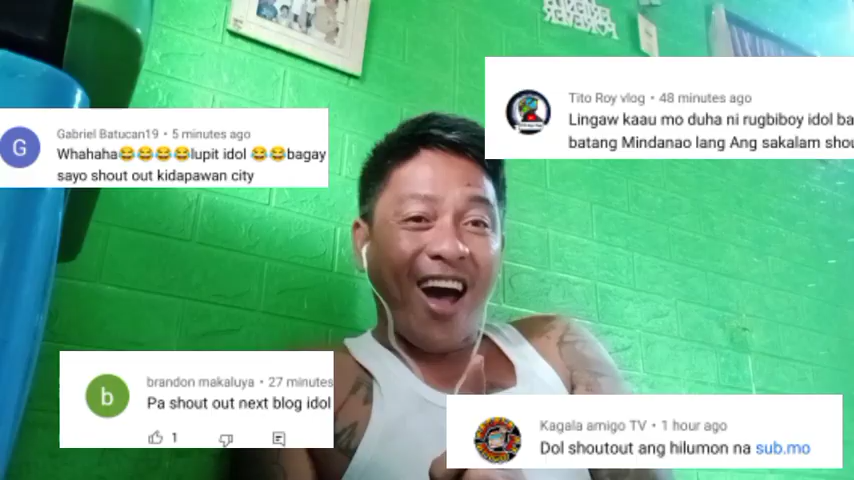 Gabriel Batucan19 • 5 minutes ago
Whahaha😂😂😂😂lupit idol 😂😂bagay
sayo shout out kidapawan city
Tito Roy vlog • 48 minutes ago
Lingaw kaau mo duha ni rugbiboy idol ba
batang Mindanao lang Ang sakalam shou
brandon makaluya • 27 minutes
Pa shout out next blog idol
1
Kagala amigo TV • 1 hour ago
Dol shoutout ang hilumon na sub.mo
G
b